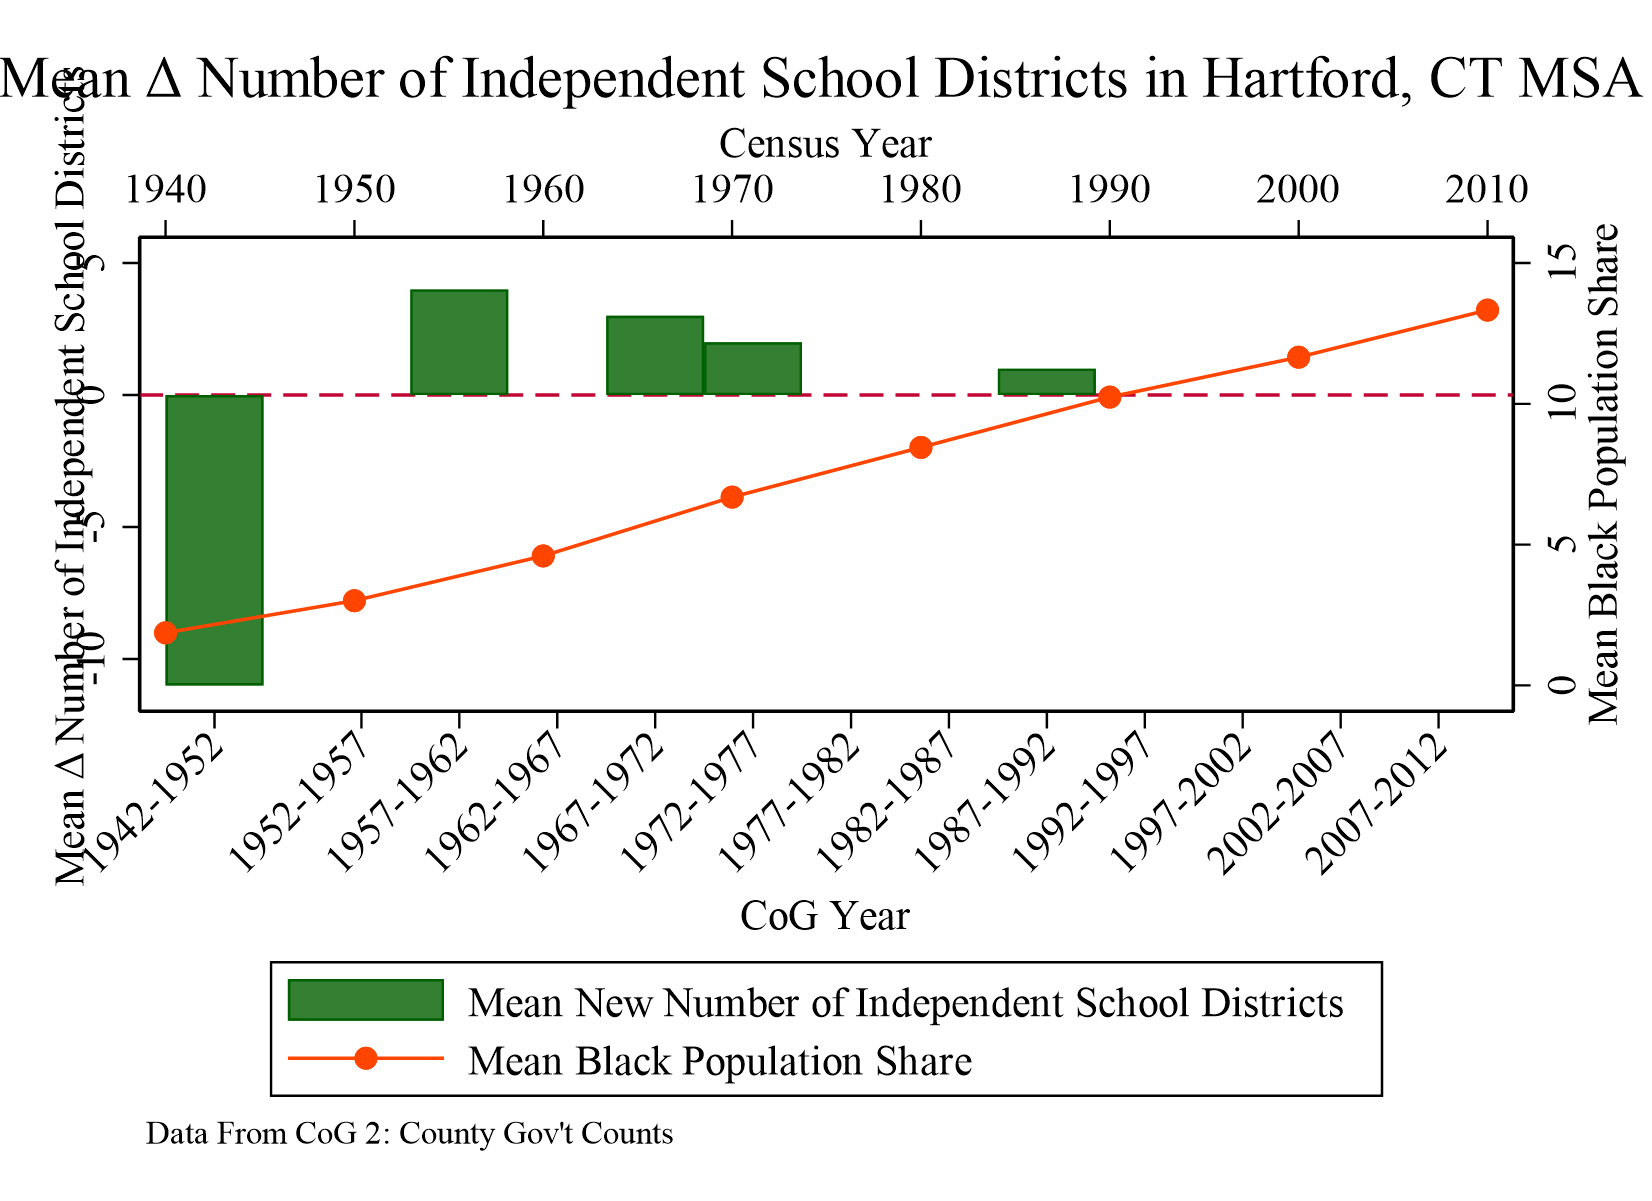 Mean Δ Number of Independent School Districts in Hartford, CT MSA
Census Year
1940 1950 1960 1970 1980 1990 2000 2010
Mean Δ Number of Independent School Districts
5
0
-5
-10
15
10
5
0
Mean Black Population Share
1942-1952 1952-1957 1957-1962 1962-1967 1967-1972 1972-1977 1977-1982 1982-1987 1987-1992 1992-1997 1997-2002 2002-2007 2007-2012
CoG Year
Mean New Number of Independent School Districts
Mean Black Population Share
Data From CoG 2: County Gov't Counts